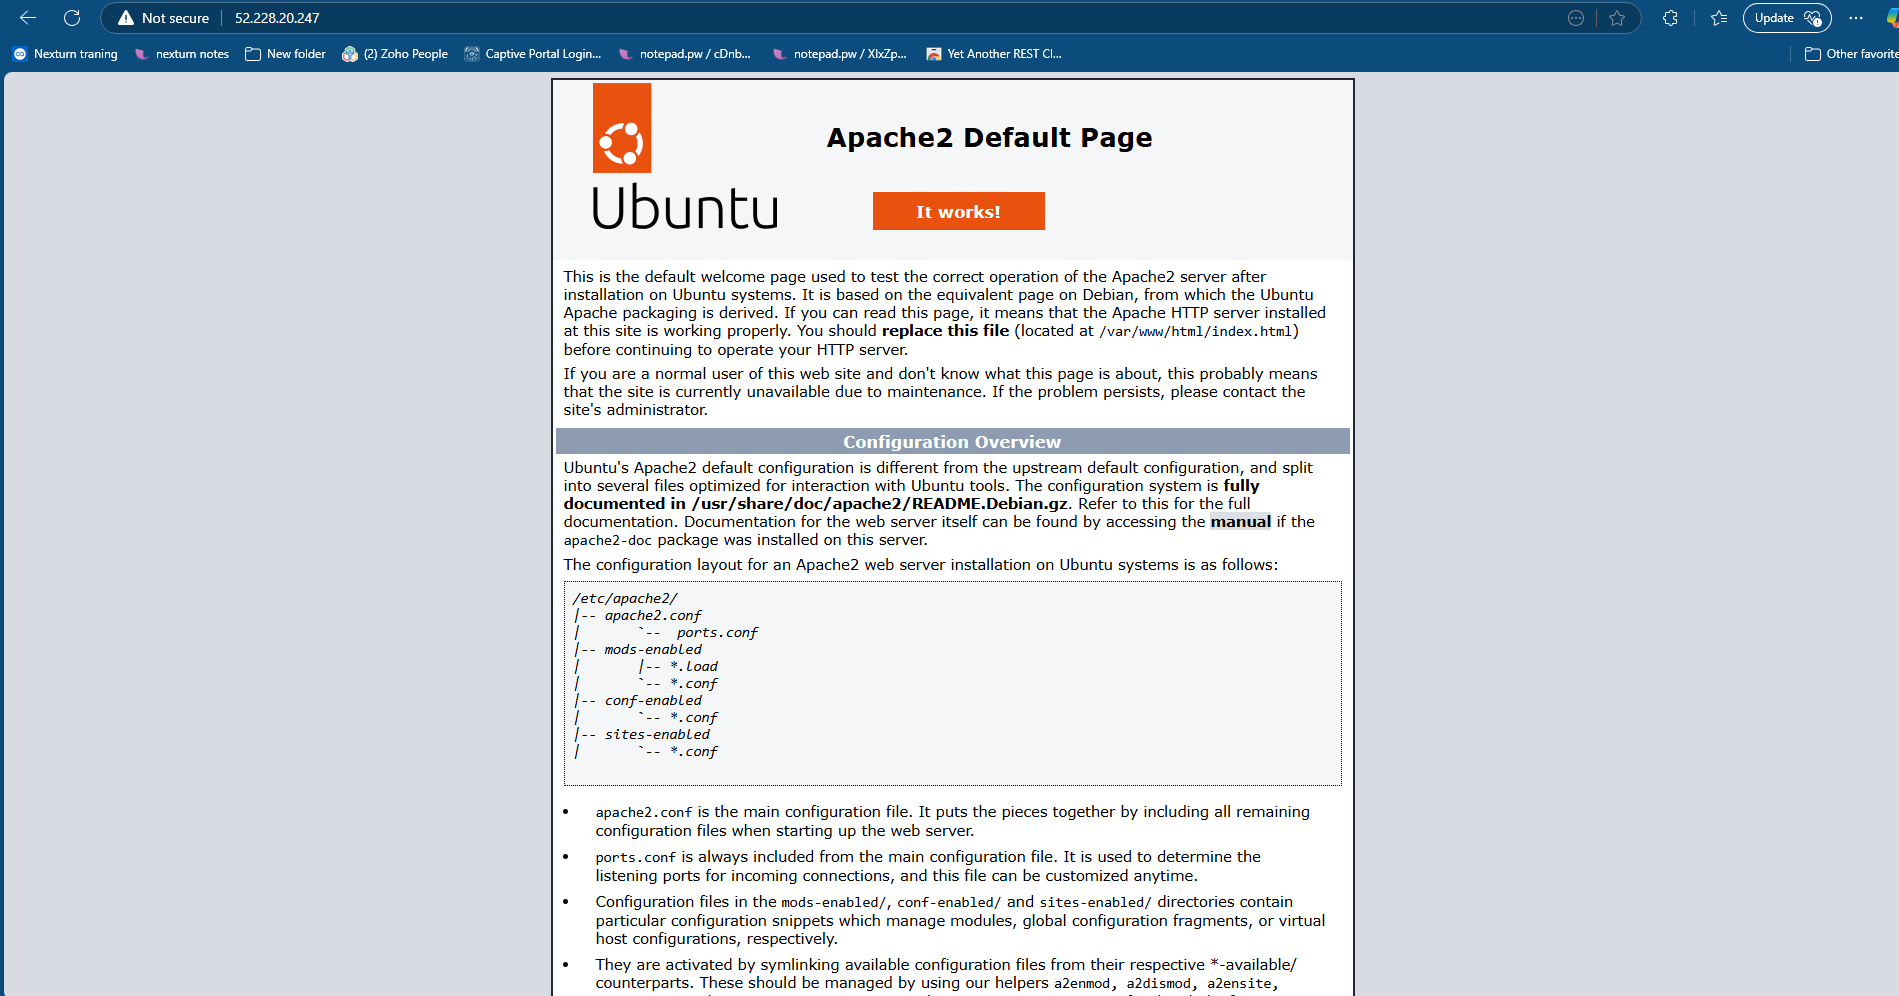 Not secure
52.228.20.247
Update
Nexturn traning
nexturn notes
New folder
(2) Zoho People
Captive Portal Login...
notepad.pw / cDnb...
notepad.pw / XlxZp...
Yet Another REST Cl...
Other favorite
Apache2 Default Page
Ubuntu
It works!
This is the default welcome page used to test the correct operation of the Apache2 server after
installation on Ubuntu systems. It is based on the equivalent page on Debian, from which the Ubuntu
Apache packaging is derived. If you can read this page, it means that the Apache HTTP server installed
at this site is working properly. You should replace this file (located at /var/www/html/index.html)
before continuing to operate your HTTP server.
If you are a normal user of this web site and don't know what this page is about, this probably means
that the site is currently unavailable due to maintenance. If the problem persists, please contact the
site's administrator.
Configuration Overview
Ubuntu's Apache2 default configuration is different from the upstream default configuration, and split
into several files optimized for interaction with Ubuntu tools. The configuration system is fully
documented in /usr/share/doc/apache2/README.Debian.gz. Refer to this for the full
documentation. Documentation for the web server itself can be found by accessing the manual if the
apache2-doc package was installed on this server.
The configuration layout for an Apache2 web server installation on Ubuntu systems is as follows:
/etc/apache2/
|-- apache2.conf
|       `--  ports.conf
|-- mods-enabled
|       |-- *.load
|       `-- *.conf
|-- conf-enabled
|       `-- *.conf
|-- sites-enabled
|       `-- *.conf
• apache2.conf is the main configuration file. It puts the pieces together by including all remaining
configuration files when starting up the web server.
• ports.conf is always included from the main configuration file. It is used to determine the
listening ports for incoming connections, and this file can be customized anytime.
• Configuration files in the mods-enabled/, conf-enabled/ and sites-enabled/ directories contain
particular configuration snippets which manage modules, global configuration fragments, or virtual
host configurations, respectively.
• They are activated by symlinking available configuration files from their respective *-available/
counterparts. These should be managed by using our helpers a2enmod, a2dismod, a2ensite,